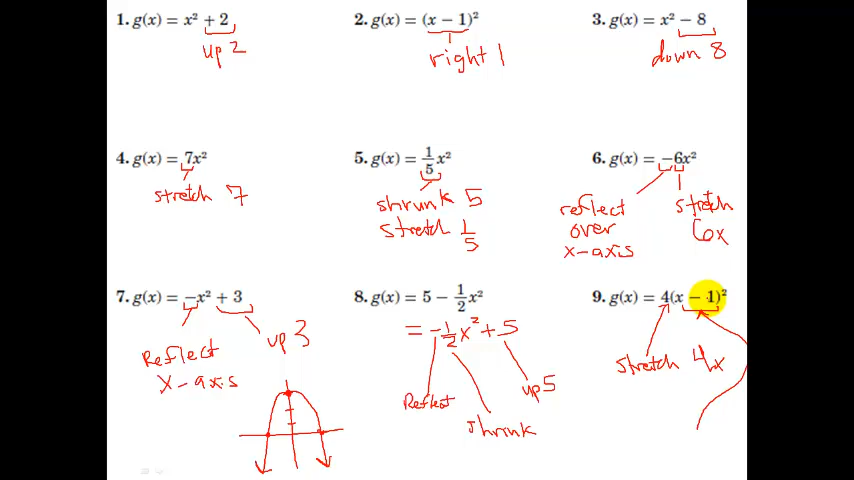 1. g(x) = x² + 2
up 2
2. g(x) = (x − 1)²
right 1
3. g(x) = x² − 8
down 8
4. g(x) = 7x²
stretch 7
5. g(x) = 1/5 x²
shrunk 5
stretch 1/5
6. g(x) = −6x²
reflect
over
x-axis
stretch
6x
7. g(x) = −x² + 3
Reflect
x-axis
up 3
8. g(x) = 5 − 1/2 x²
= -1/2 x² + 5
Reflect
shrink
up 5
9. g(x) = 4(x − 1)²
stretch 4x